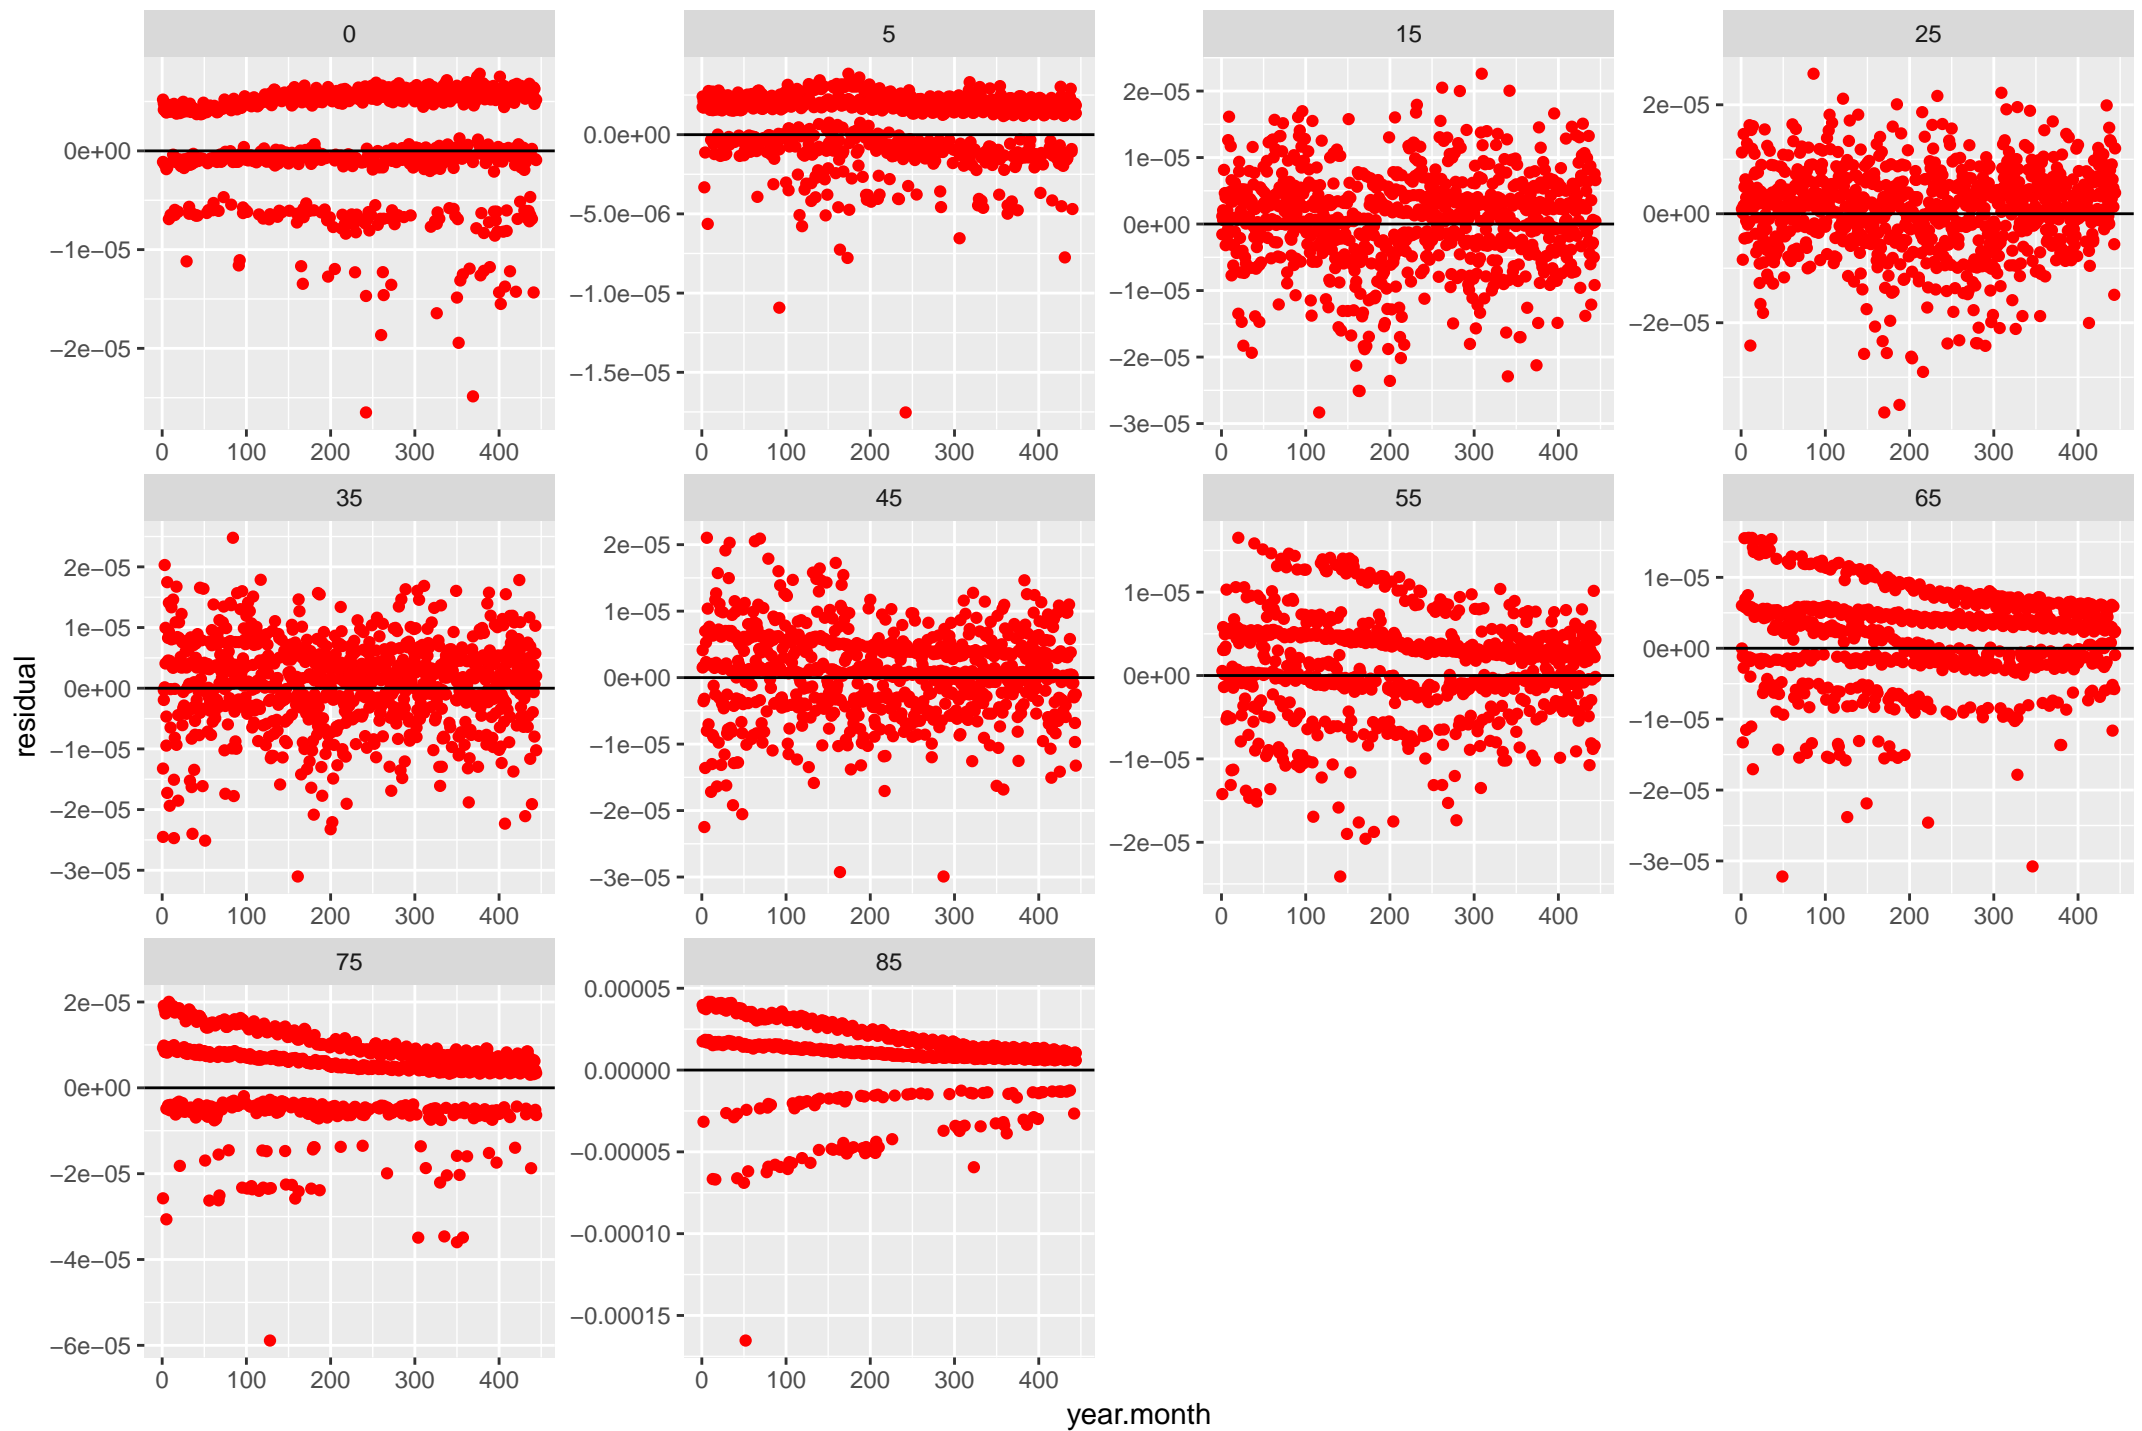 0 5 15 25
0e+00
−1e−05
−2e−05
0.0e+00
−5.0e−06
−1.0e−05
−1.5e−05
2e−05
1e−05
0e+00
−1e−05
−2e−05
−3e−05
2e−05
0e+00
−2e−05
0 100 200 300 400 0 100 200 300 400 0 100 200 300 400 0 100 200 300 400
35 45 55 65
2e−05
1e−05
0e+00
−1e−05
−2e−05
−3e−05
2e−05
1e−05
0e+00
−1e−05
−2e−05
−3e−05
1e−05
0e+00
−1e−05
−2e−05
1e−05
0e+00
−1e−05
−2e−05
−3e−05
0 100 200 300 400 0 100 200 300 400 0 100 200 300 400 0 100 200 300 400
75 85
2e−05
0e+00
−2e−05
−4e−05
−6e−05
0.00005
0.00000
−0.00005
−0.00010
−0.00015
0 100 200 300 400 0 100 200 300 400
residual
year.month